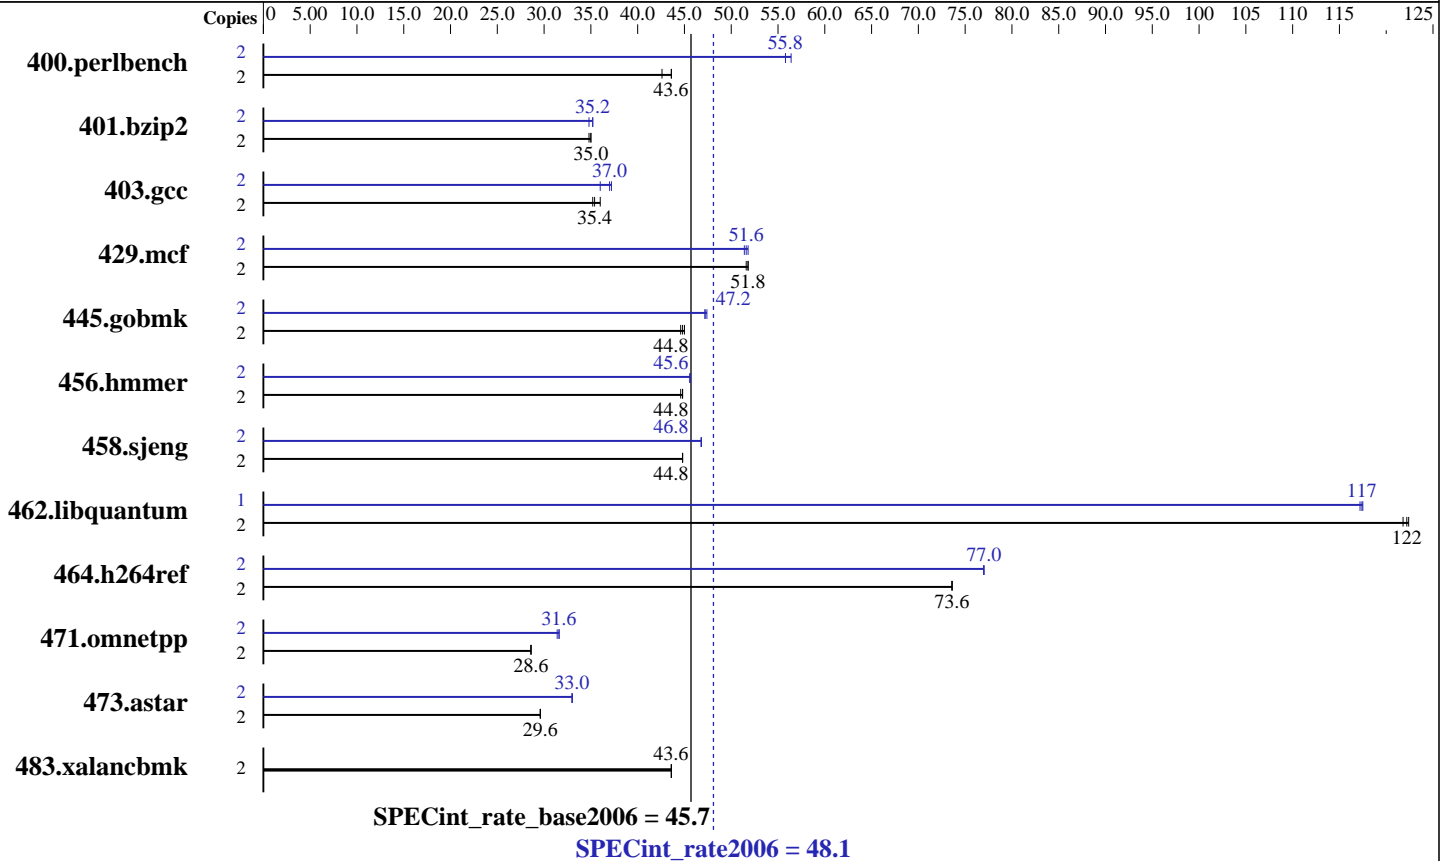 Copies 0 5.00 10.0 15.0 20.0 25.0 30.0 35.0 40.0 45.0 50.0 55.0 60.0 65.0 70.0 75.0 80.0 85.0 90.0 95.0 100 105 110 115 125
400.perlbench
2 55.8
2 43.6
401.bzip2
2 35.2
2 35.0
403.gcc
2 37.0
2 35.4
429.mcf
2 51.6
2 51.8
445.gobmk
2 47.2
2 44.8
456.hmmer
2 45.6
2 44.8
458.sjeng
2 46.8
2 44.8
462.libquantum
1 117
2 122
464.h264ref
2 77.0
2 73.6
471.omnetpp
2 31.6
2 28.6
473.astar
2 33.0
2 29.6
483.xalancbmk
2 43.6
SPECint_rate_base2006 = 45.7
SPECint_rate2006 = 48.1